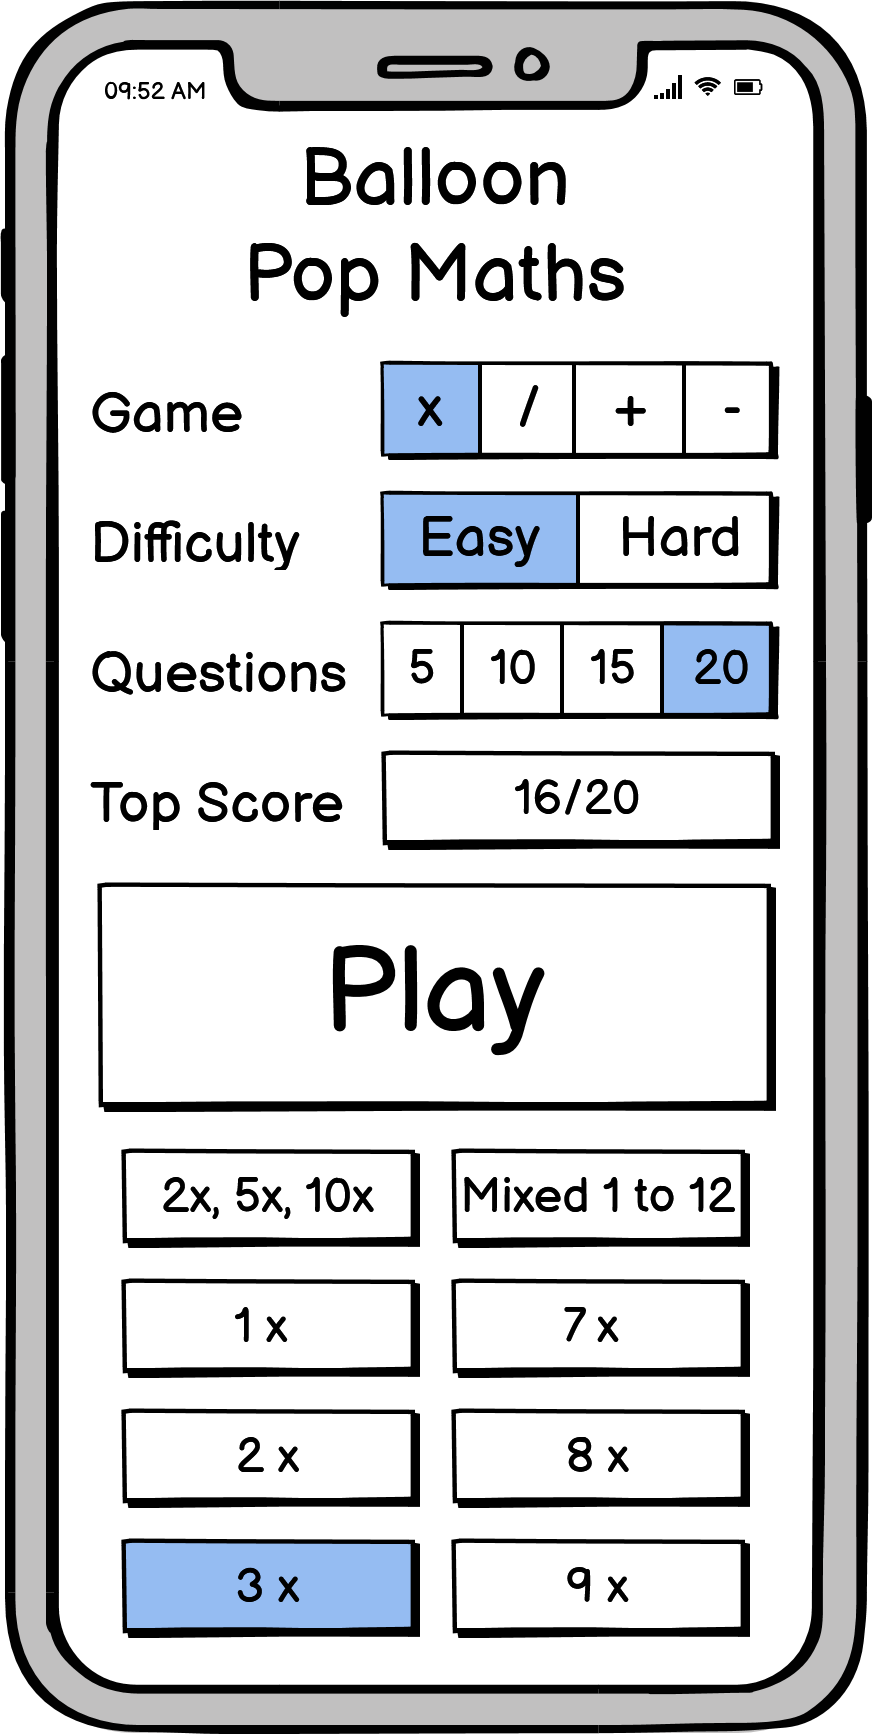 09:52 AM
Balloon
Pop Maths
Game x / + -
Difficulty Easy Hard
Questions 5 10 15 20
Top Score 16/20
Play
2x, 5x, 10x Mixed 1 to 12
1 x 7 x
2 x 8 x
3 x 9 x